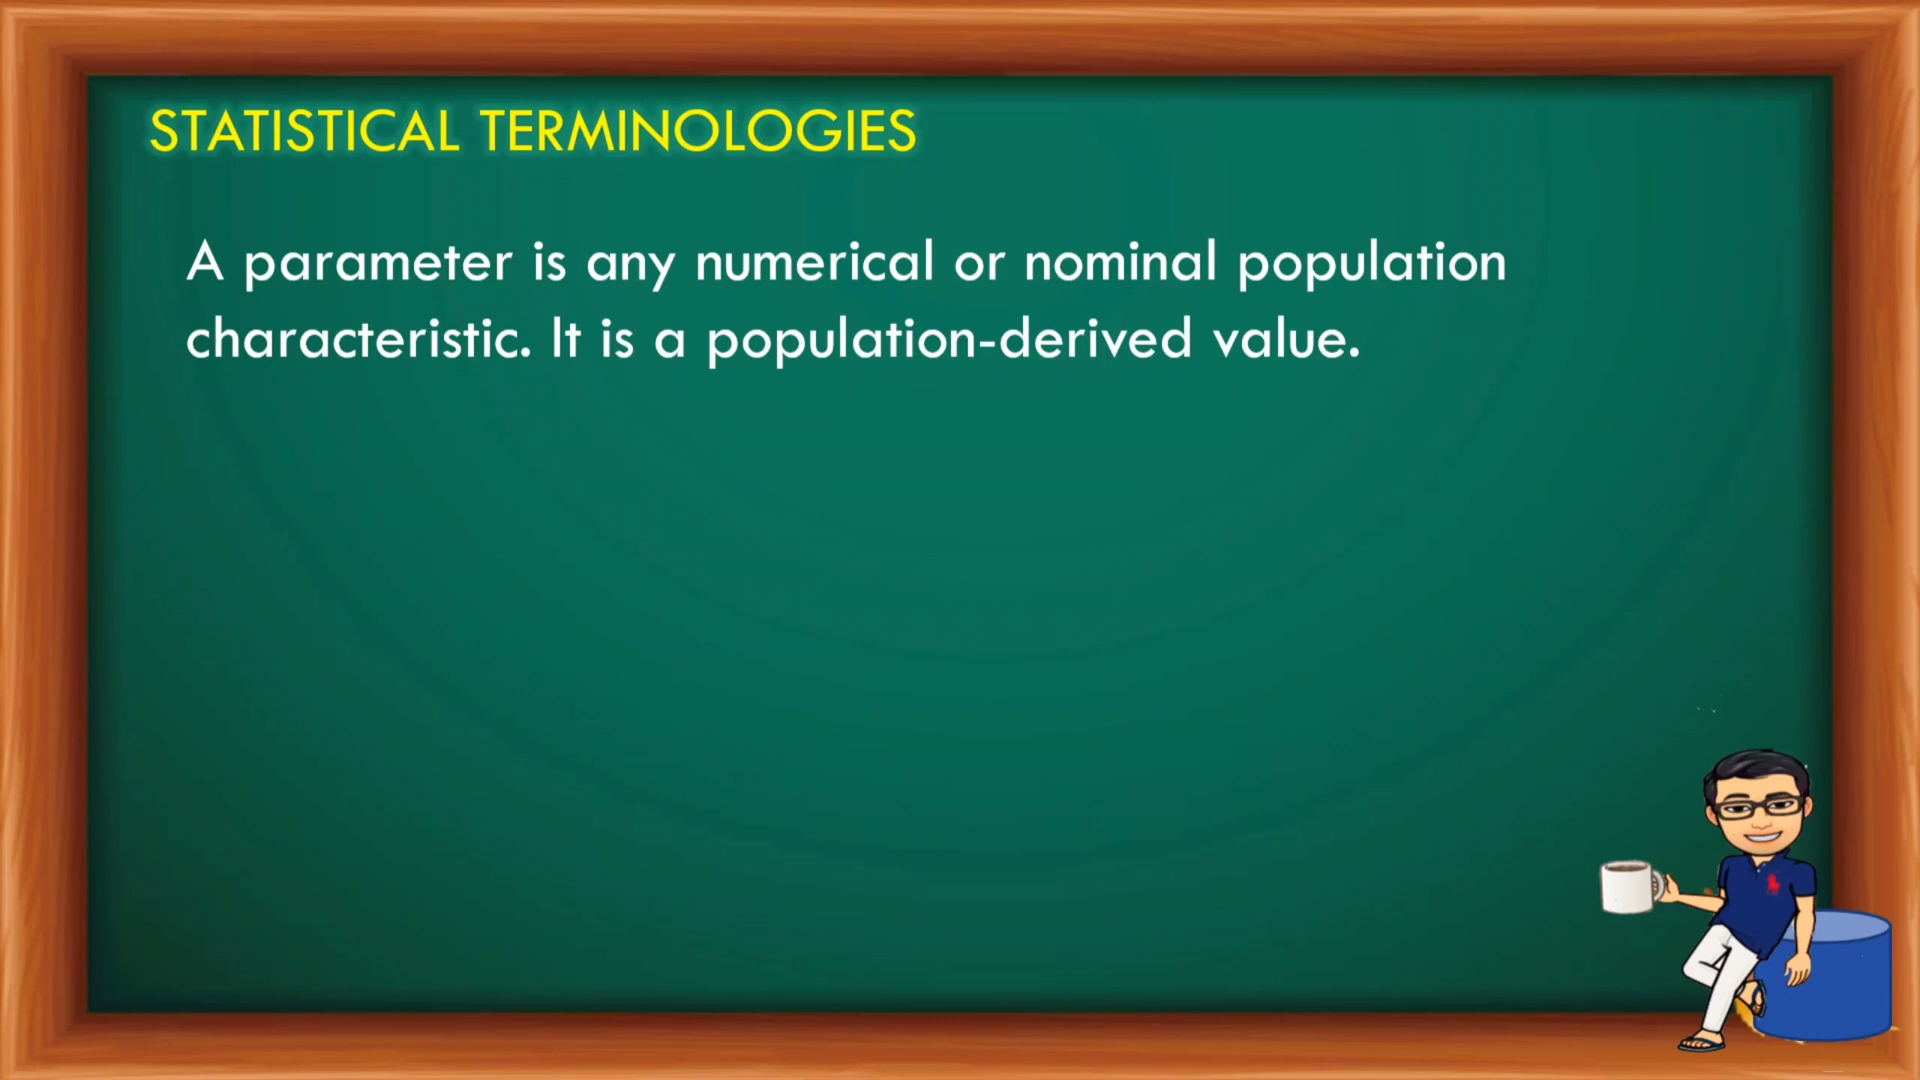 STATISTICAL TERMINOLOGIES
A parameter is any numerical or nominal population
characteristic. It is a population-derived value.